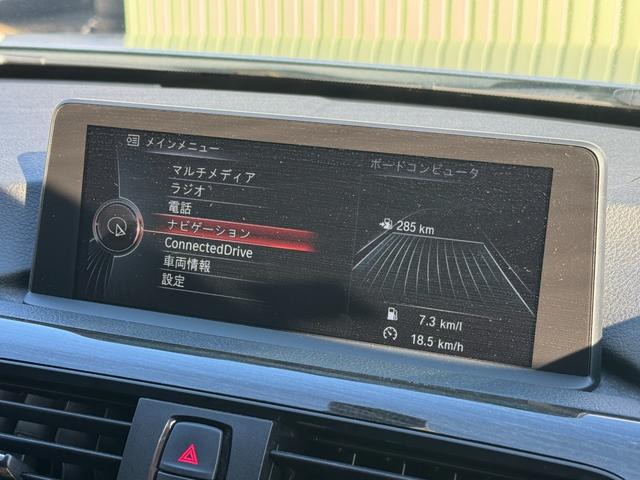 メインメニュー
マルチメディア
ラジオ
電話
ナビゲーション
ConnectedDrive
車両情報
設定
ボードコンピュータ
285 km
7.3 km/l
18.5 km/h